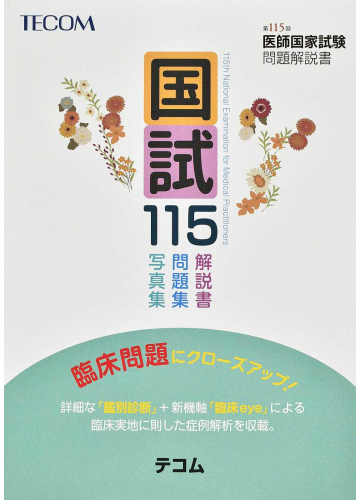 TECOM
第115回
医師国家試験
問題解説書
国試
115
115th National Examination for Medical Practitioners
解説書
問題集
写真集
臨床問題にクローズアップ!
詳細な「鑑別診断」+新機軸「臨床eye」による
臨床実地に則した症例解析を収載。
テコム